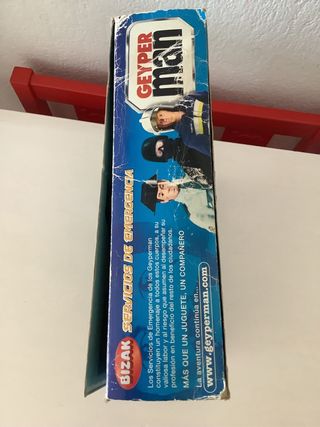 GEYPER
man
BIZAK
SERVICIOS DE EMERGENCIA
Los Servicios de Emergencia de los Geyperman
constituyen un homenaje a todos estos cuerpos, a su
valiosa labor y al riesgo que asumen al desempeñar su
profesión en beneficio del resto de los ciudadanos.
MÁS QUE UN JUGUETE, UN COMPAÑERO
La aventura continúa en...
www.geyperman.com